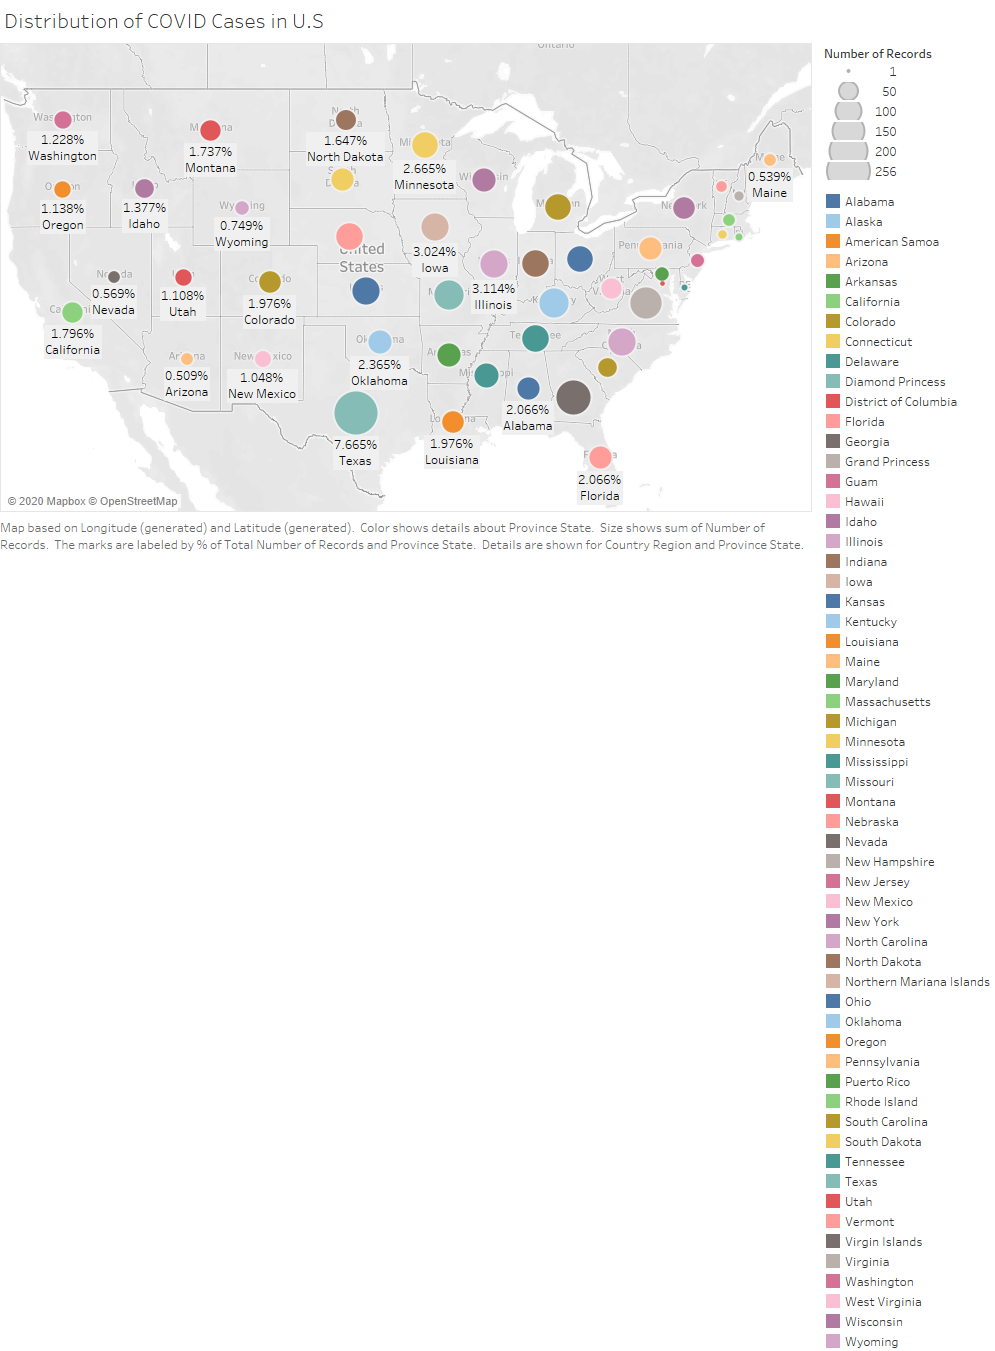 Distribution of COVID Cases in U.S
Ontario
1.228%
Washington
1.737%
Montana
1.647%
North Dakota
2.665%
Minnesota
0.539%
Maine
1.138%
Oregon
1.377%
Idaho
0.749%
Wyoming
3.024%
Iowa
United
States
0.569%
Nevada
1.108%
Utah
1.976%
Colorado
3.114%
Illinois
1.796%
California
0.509%
Arizona
1.048%
New Mexico
2.365%
Oklahoma
2.066%
Alabama
7.665%
Texas
1.976%
Louisiana
2.066%
Florida
© 2020 Mapbox © OpenStreetMap
Map based on Longitude (generated) and Latitude (generated). Color shows details about Province State. Size shows sum of Number of
Records. The marks are labeled by % of Total Number of Records and Province State. Details are shown for Country Region and Province State.
Number of Records
1
50
100
150
200
256
Alabama
Alaska
American Samoa
Arizona
Arkansas
California
Colorado
Connecticut
Delaware
Diamond Princess
District of Columbia
Florida
Georgia
Grand Princess
Guam
Hawaii
Idaho
Illinois
Indiana
Iowa
Kansas
Kentucky
Louisiana
Maine
Maryland
Massachusetts
Michigan
Minnesota
Mississippi
Missouri
Montana
Nebraska
Nevada
New Hampshire
New Jersey
New Mexico
New York
North Carolina
North Dakota
Northern Mariana Islands
Ohio
Oklahoma
Oregon
Pennsylvania
Puerto Rico
Rhode Island
South Carolina
South Dakota
Tennessee
Texas
Utah
Vermont
Virgin Islands
Virginia
Washington
West Virginia
Wisconsin
Wyoming